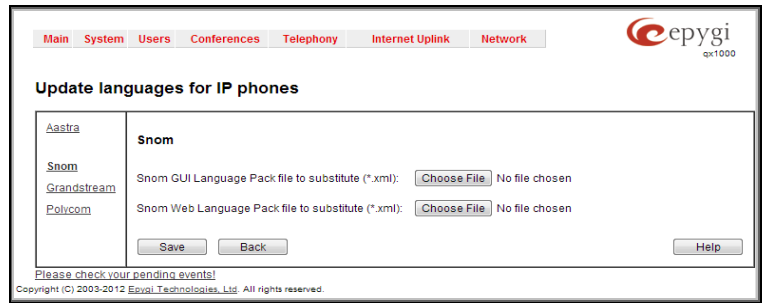 Main System Users Conferences Telephony Internet Uplink Network
epygi
qx1000
Update languages for IP phones
Aastra
Snom
Grandstream
Polycom
Snom
Snom GUI Language Pack file to substitute (*.xml): Choose File No file chosen
Snom Web Language Pack file to substitute (*.xml): Choose File No file chosen
Save Back Help
Please check your pending events!
Copyright (C) 2003-2012 Epygi Technologies, Ltd. All rights reserved.